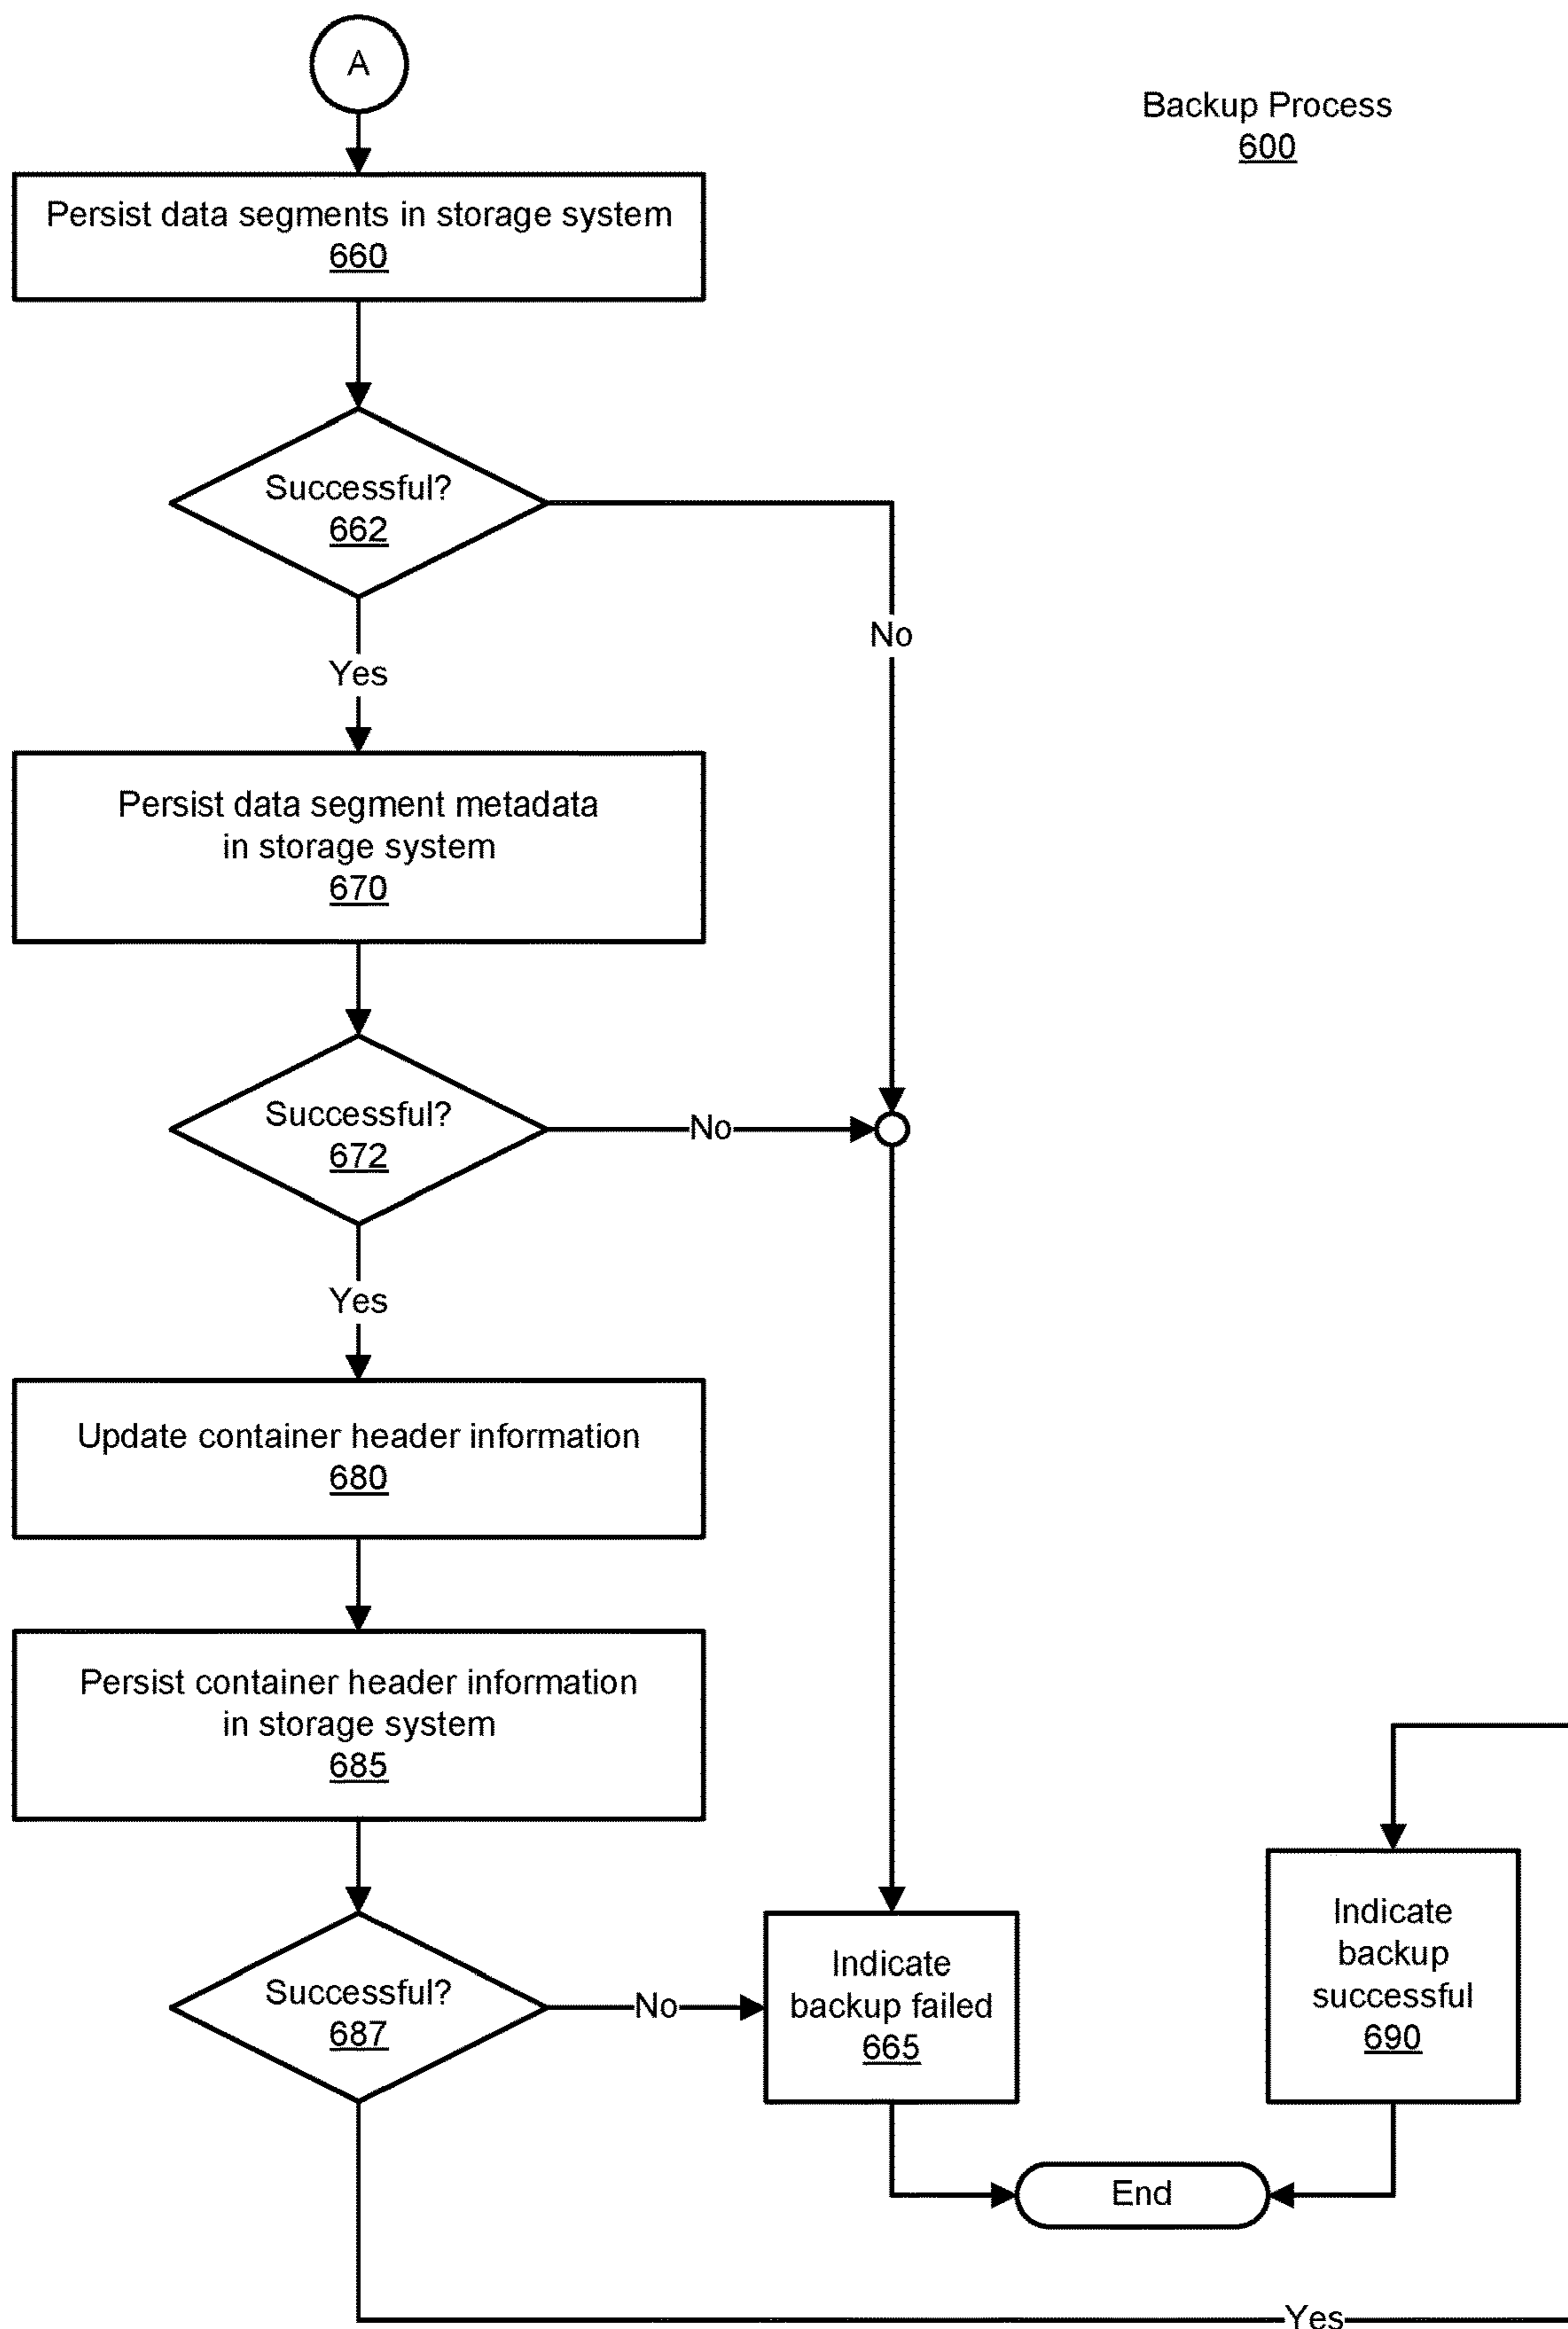 A
Backup Process
600
Persist data segments in storage system
660
Successful?
662
No
Yes
Persist data segment metadata
in storage system
670
Successful?
672
No
Yes
Update container header information
680
Persist container header information
in storage system
685
Successful?
687
No
Indicate
backup failed
665
Indicate
backup
successful
690
End
Yes